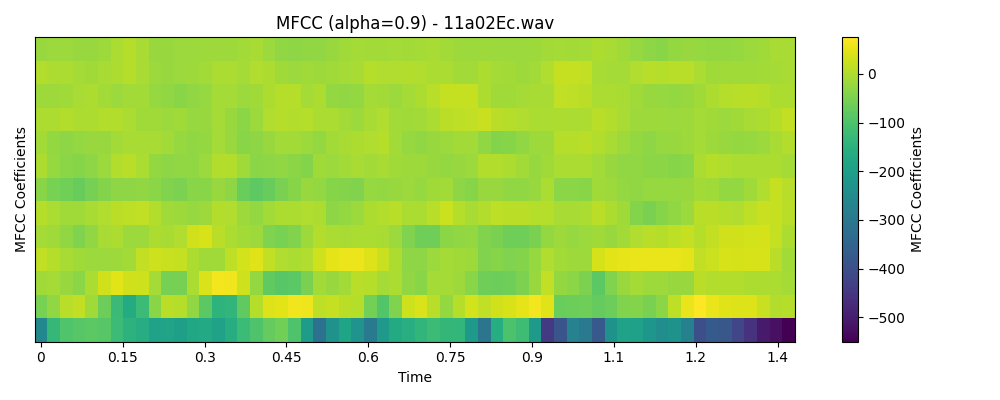 MFCC (alpha=0.9) - 11a02Ec.wav
MFCC Coefficients
0 0.15 0.3 0.45 0.6 0.75 0.9 1.1 1.2 1.4
Time
0
−100
−200
−300
−400
−500
MFCC Coefficients